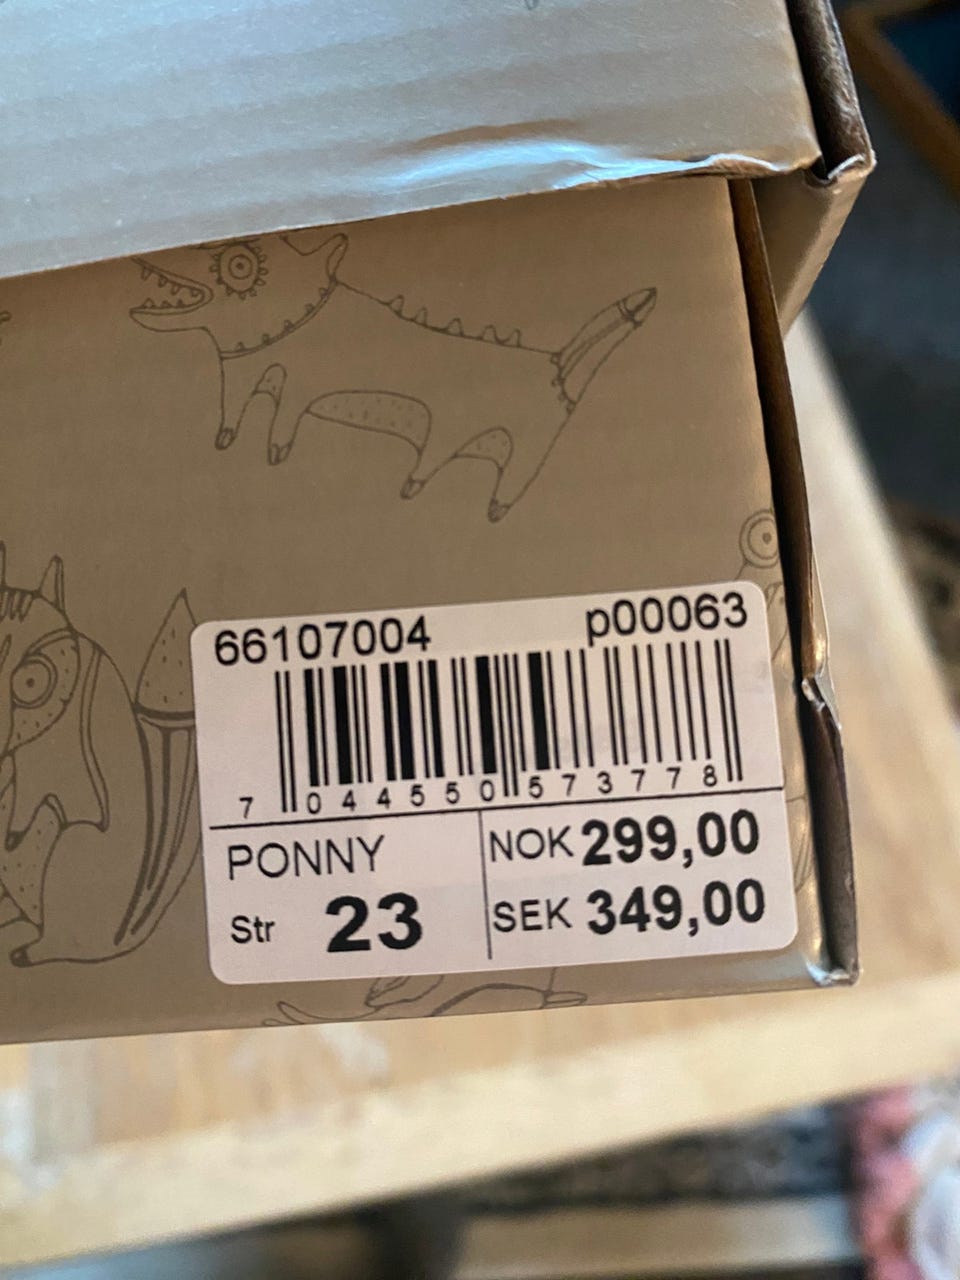 66107004 p00063
7 044550 573778
PONNY
Str 23
NOK 299,00
SEK 349,00